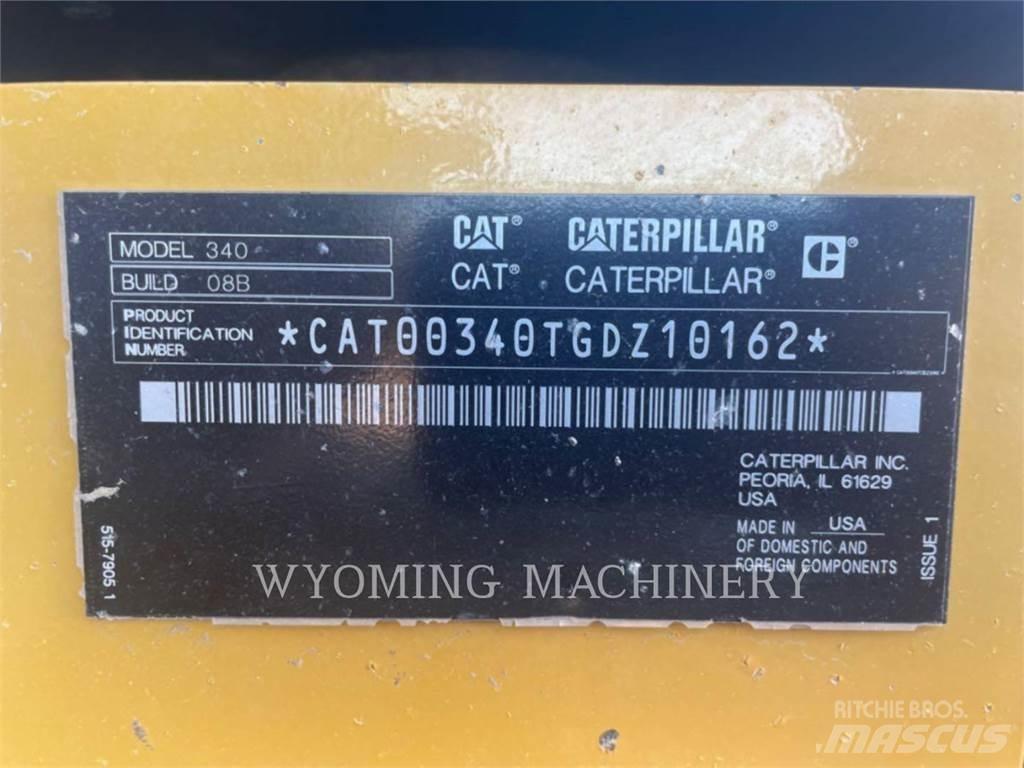 MODEL 340
BUILD 08B
CAT® CATERPILLAR® C®
CAT® CATERPILLAR®
PRODUCT
IDENTIFICATION
NUMBER
*CAT00340TGDZ10162*
CATERPILLAR INC.
PEORIA, IL 61629
USA
MADE IN USA
OF DOMESTIC AND
FOREIGN COMPONENTS
515-7905 1
ISSUE 1
WYOMING MACHINERY
RITCHIE BROS.
MASCUS